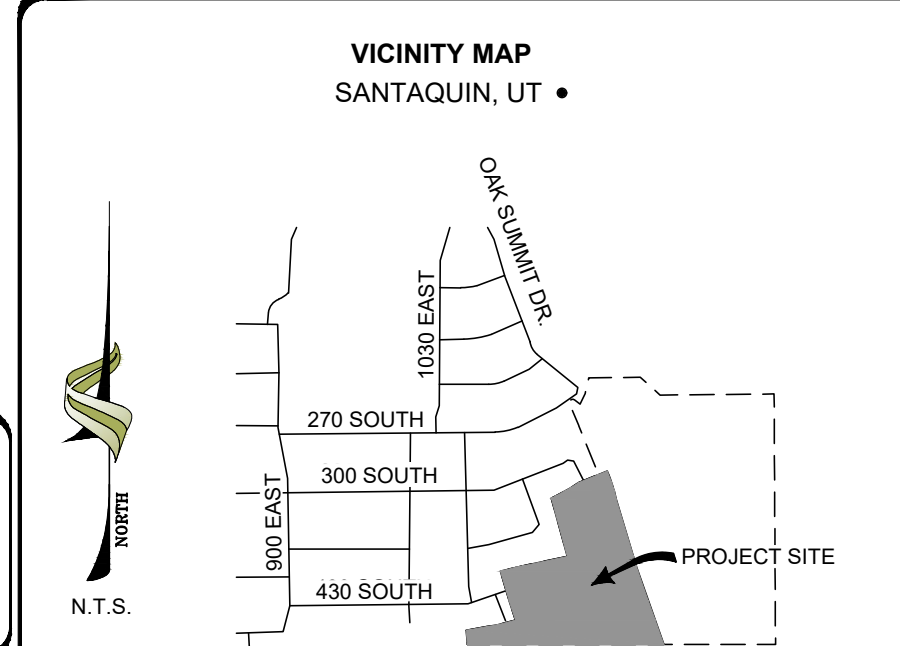 VICINITY MAP
SANTAQUIN, UT
OAK SUMMIT DR.
1030 EAST
270 SOUTH
300 SOUTH
900 EAST
NORTH
PROJECT SITE
430 SOUTH
N.T.S.